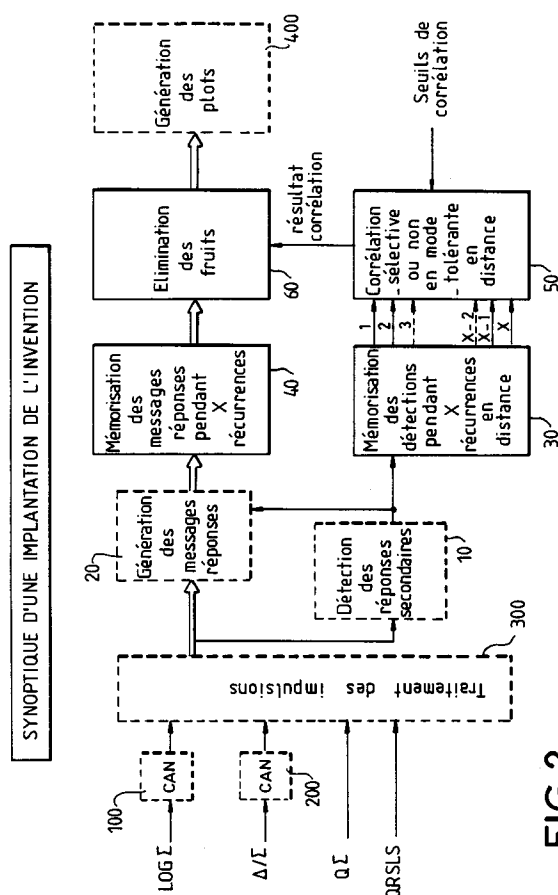 SYNOPTIQUE D'UNE IMPLANTATION DE L'INVENTION
LOG Σ
Δ/Σ
QΣ
QRSLS
100
CAN
200
CAN
300
Traitement des impulsions
20
Génération
des
messages
réponses
10
Détection
des
réponses
secondaires
40
Mémorisation
des
messages
réponses
pendant
X
récurrences
30
Mémorisation
des
détections
pendant
X
récurrences
en
distance
1
2
3
X-2
X-1
X
60
Elimination
des
fruits
résultat
corrélation
50
Corrélation
_sélective
ou non
en mode
_tolérante
en
distance
Seuils de
corrélation
400
Génération
des
plots
FIG.2